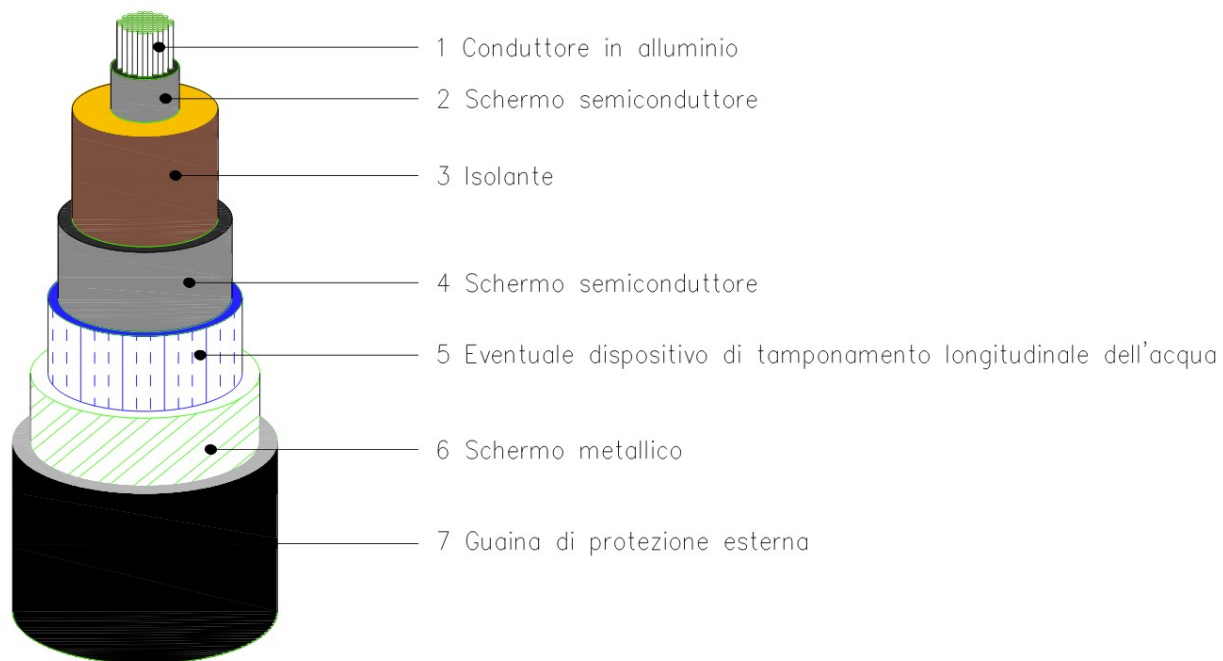 1 Conduttore in alluminio
2 Schermo semiconduttore
3 Isolante
4 Schermo semiconduttore
5 Eventuale dispositivo di tamponamento longitudinale dell'acqua
6 Schermo metallico
7 Guaina di protezione esterna